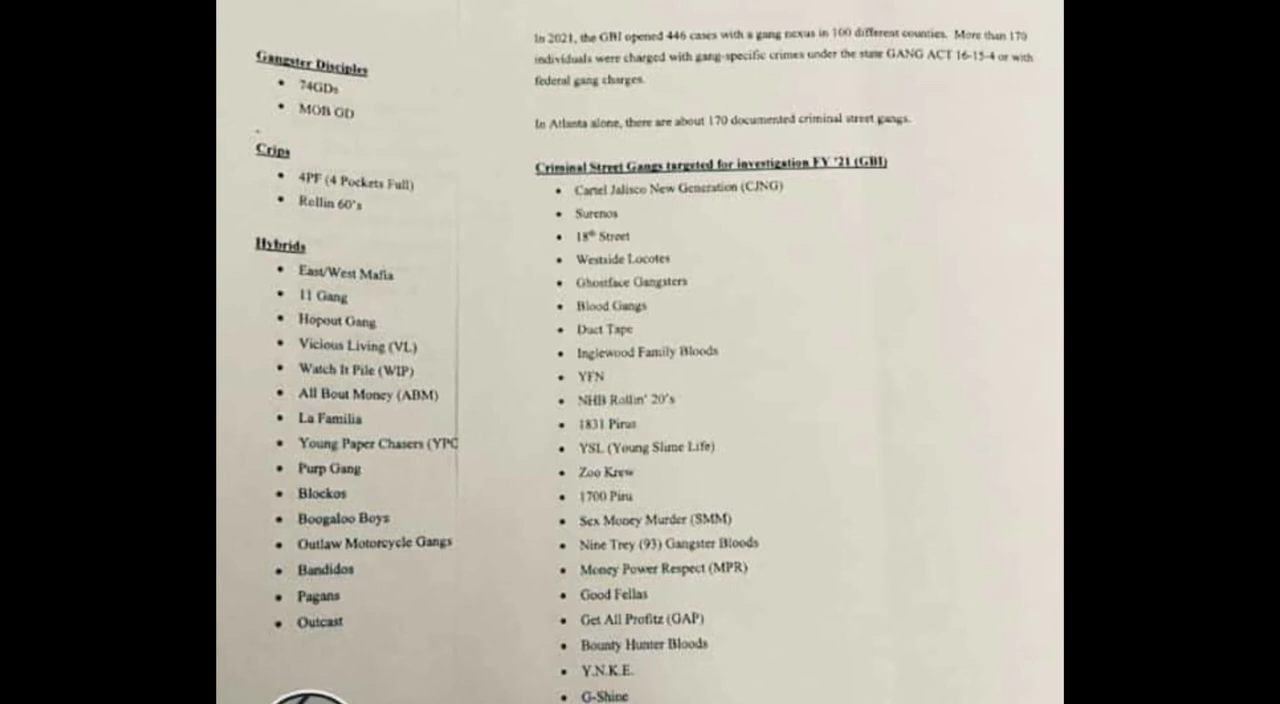 Gangster Disciples
• 74GDs
• MOB GD
Crips
• 4PF (4 Pockets Full)
• Rollin 60's
Hybrids
• East/West Mafia
• 11 Gang
• Hopout Gang
• Vicious Living (VL)
• Watch It Pile (WIP)
• All Bout Money (ABM)
• La Familia
• Young Paper Chasers (YPC
• Purp Gang
• Blockos
• Boogaloo Boys
• Outlaw Motorcycle Gangs
• Bandidos
• Pagans
• Outcast
In 2021, the GBI opened 446 cases with a gang nexus in 100 different counties. More than 170
individuals were charged with gang-specific crimes under the state GANG ACT 16-15-4 or with
federal gang charges.
In Atlanta alone, there are about 170 documented criminal street gangs.
Criminal Street Gangs targeted for investigation FY '21 (GBI)
• Cartel Jalisco New Generation (CJNG)
• Surenos
• 18th Street
• Westside Locotes
• Ghostface Gangsters
• Blood Gangs
• Duct Tape
• Inglewood Family Bloods
• YFN
• NHB Rollin' 20's
• 1831 Pirus
• YSL (Young Slime Life)
• Zoo Krew
• 1700 Piru
• Sex Money Murder (SMM)
• Nine Trey (93) Gangster Bloods
• Money Power Respect (MPR)
• Good Fellas
• Get All Profitz (GAP)
• Bounty Hunter Bloods
• Y.N.K.E.
• G-Shine